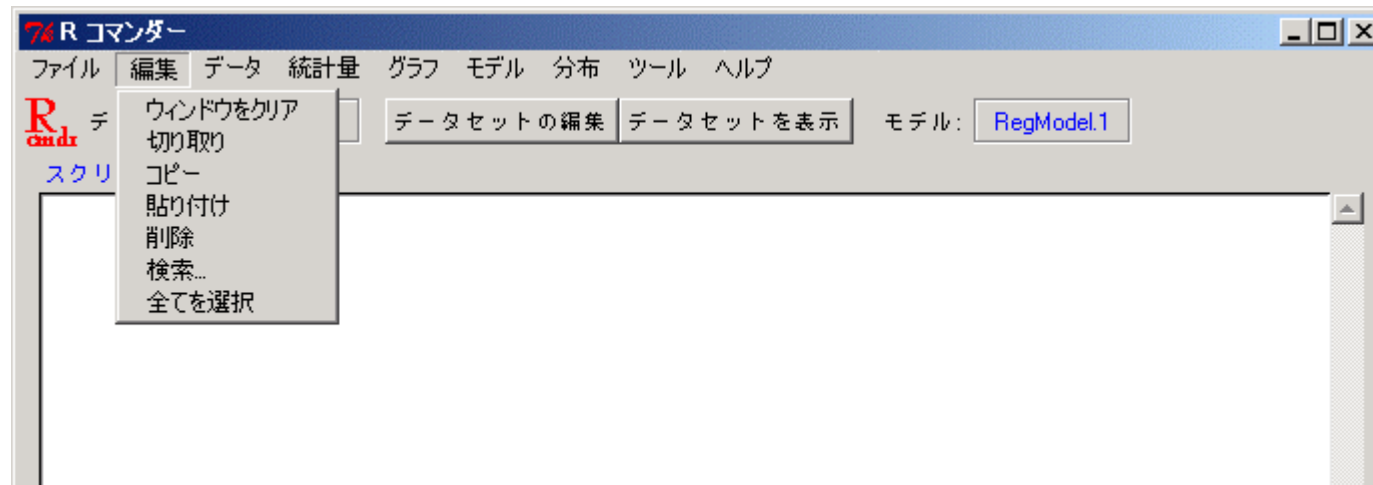 R コマンダー
ファイル 編集 データ 統計量 グラフ モデル 分布 ツール ヘルプ
R cmdr デ データセットの編集 データセットを表示 モデル: RegModel.1
スクリ
ウィンドウをクリア
切り取り
コピー
貼り付け
削除
検索...
全てを選択